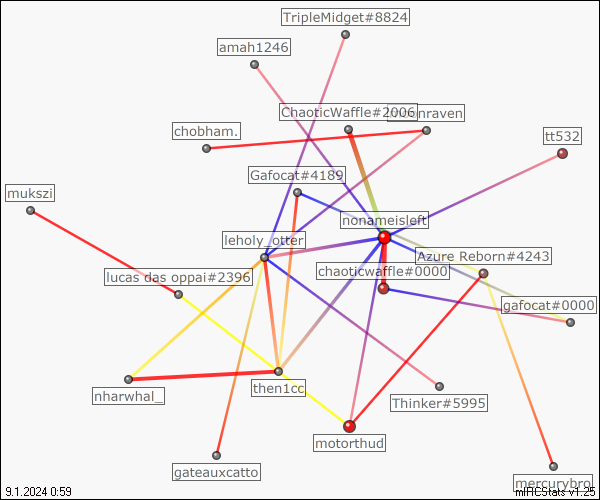 TripleMidget#8824
amah1246
ChaoticWaffle#2006
chobham.
tt532
Gafocat#4189
mukszi
nonameisleft
leholy_otter
Azure Reborn#4243
chaoticwaffle#0000
lucas das oppai#2396
gafocat#0000
then1cc
nharwhal_
Thinker#5995
motorthud
gateauxcatto
mercurybro
9.1.2024 0:59
mIRCStats v1.25